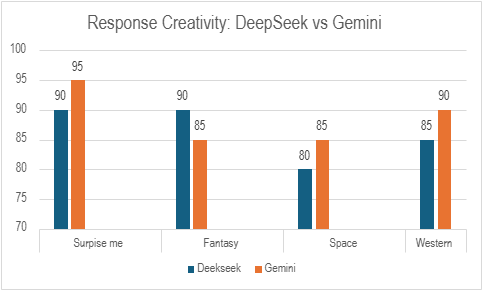 Response Creativity: DeepSeek vs Gemini
100
95
90
85
80
75
70
90 95 90 85 80 85 85 90
Surpise me Fantasy Space Western
Deekseek Gemini